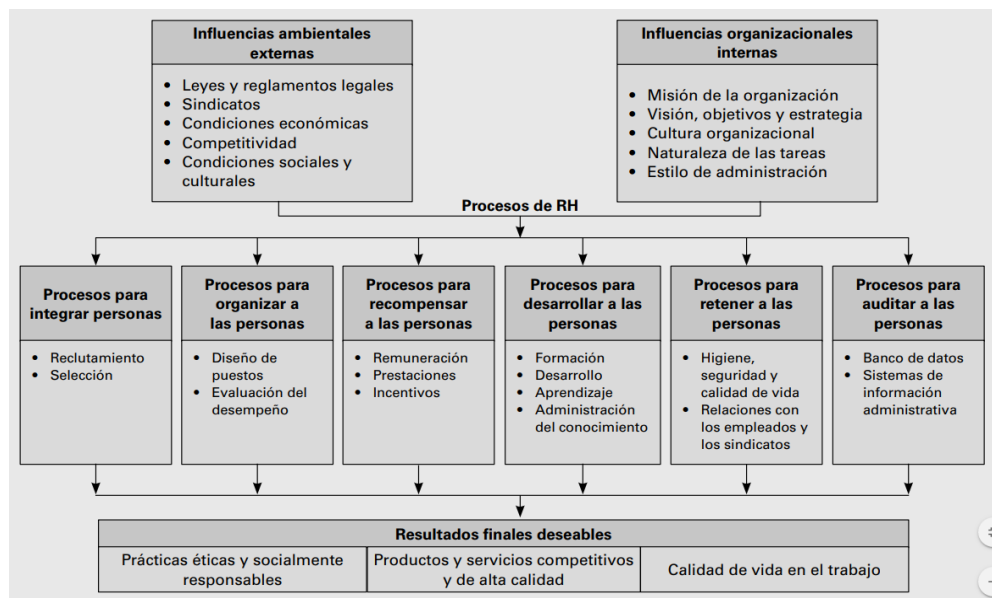 Influencias ambientales
externas
• Leyes y reglamentos legales
• Sindicatos
• Condiciones económicas
• Competitividad
• Condiciones sociales y
culturales
Influencias organizacionales
internas
• Misión de la organización
• Visión, objetivos y estrategia
• Cultura organizacional
• Naturaleza de las tareas
• Estilo de administración
Procesos de RH
Procesos para
integrar personas
• Reclutamiento
• Selección
Procesos para
organizar a
las personas
• Diseño de
puestos
• Evaluación del
desempeño
Procesos para
recompensar
a las personas
• Remuneración
• Prestaciones
• Incentivos
Procesos para
desarrollar a las
personas
• Formación
• Desarrollo
• Aprendizaje
• Administración
del conocimiento
Procesos para
retener a las
personas
• Higiene,
seguridad y
calidad de vida
• Relaciones con
los empleados y
los sindicatos
Procesos para
auditar a las
personas
• Banco de datos
• Sistemas de
información
administrativa
Resultados finales deseables
Prácticas éticas y socialmente
responsables
Productos y servicios competitivos
y de alta calidad
Calidad de vida en el trabajo